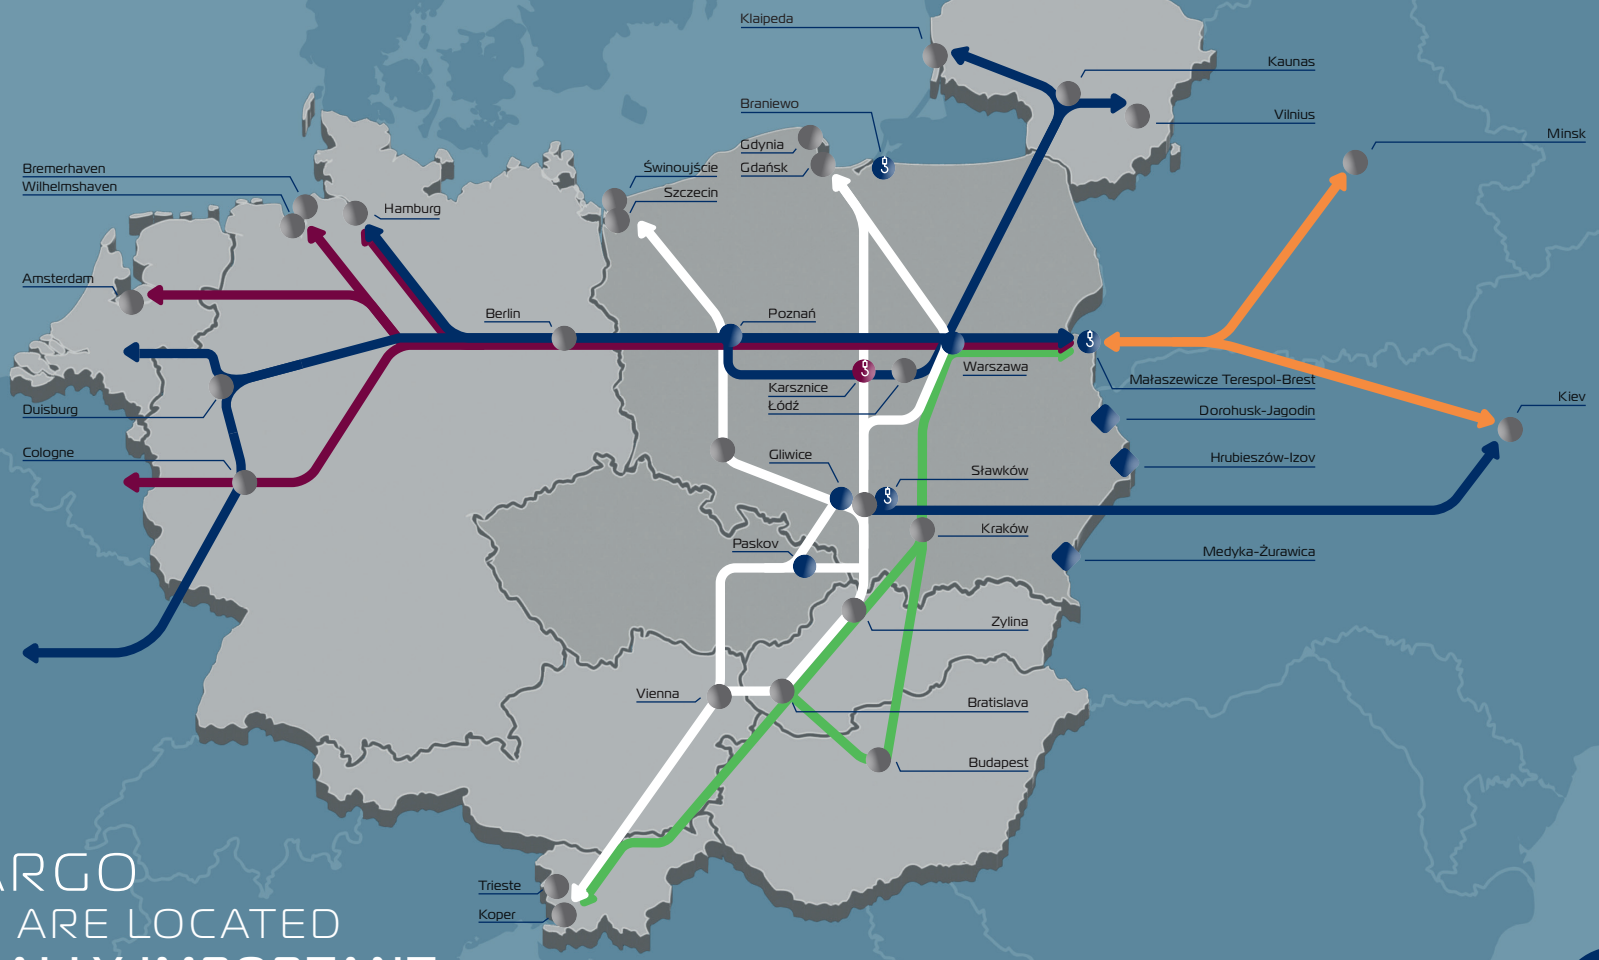 Klaipeda
Kaunas
Braniewo
Vilnius
Minsk
Gdynia
Gdańsk
Świnoujście
Szczecin
Bremerhaven
Wilhelmshaven
Hamburg
Amsterdam
Berlin
Poznań
Warszawa
Karsznice
Łódź
Małaszewicze Terespol-Brest
Kiev
Duisburg
Dorohusk-Jagodin
Cologne
Gliwice
Hrubieszów-Izov
Sławków
Kraków
Paskov
Medyka-Żurawica
Zylina
Vienna
Bratislava
Budapest
Trieste
Koper
ARGO
ARE LOCATED